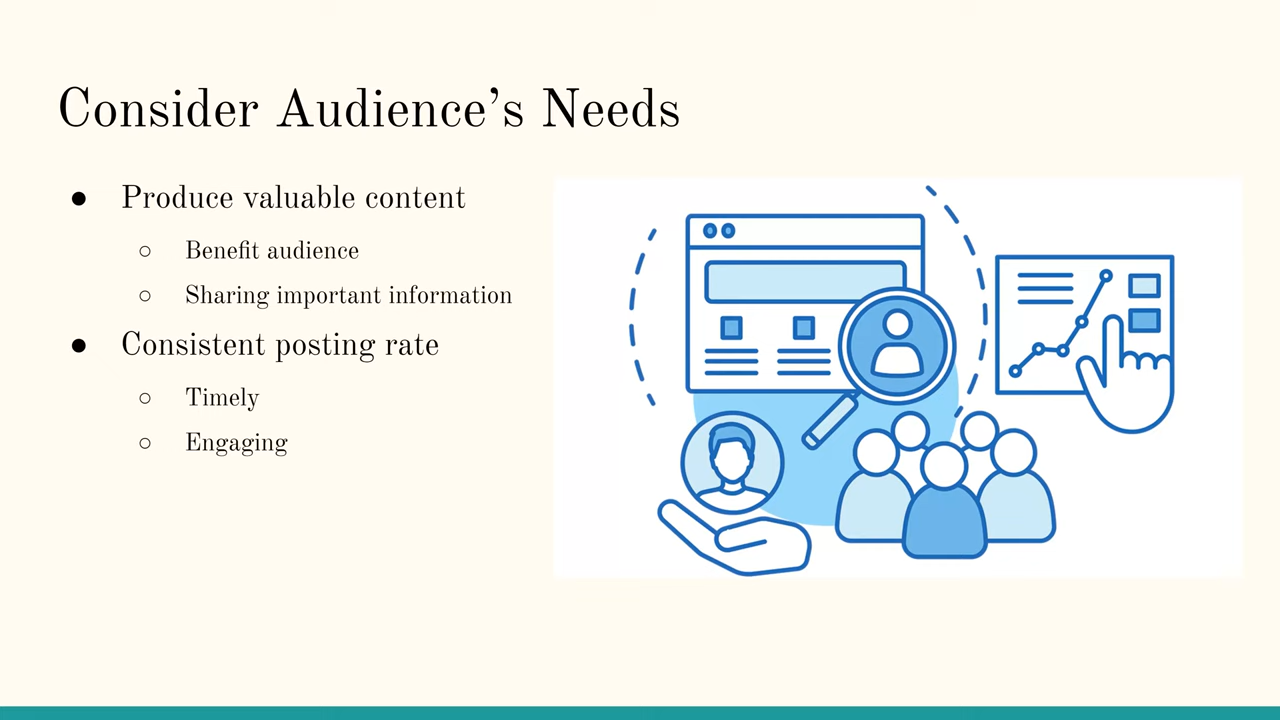 Consider Audience’s Needs
● Produce valuable content
○ Benefit audience
○ Sharing important information
● Consistent posting rate
○ Timely
○ Engaging